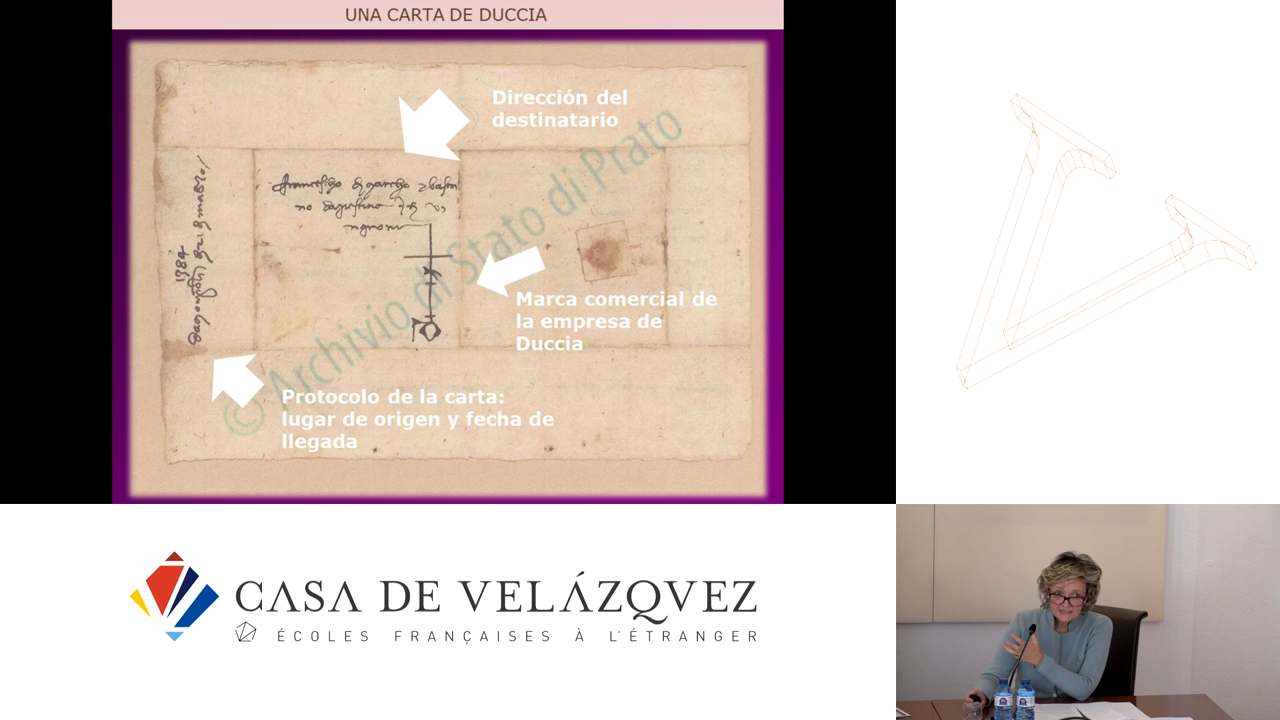 UNA CARTA DE DUCCIA
Dirección del
destinatario
© Archivio di Stato di Prato
Marca comercial de
la empresa de
Duccia
Protocolo de la carta:
lugar de origen y fecha de
llegada
CASA DE VELÁZQVEZ
ÉCOLES FRANÇAISES À L'ÉTRANGER